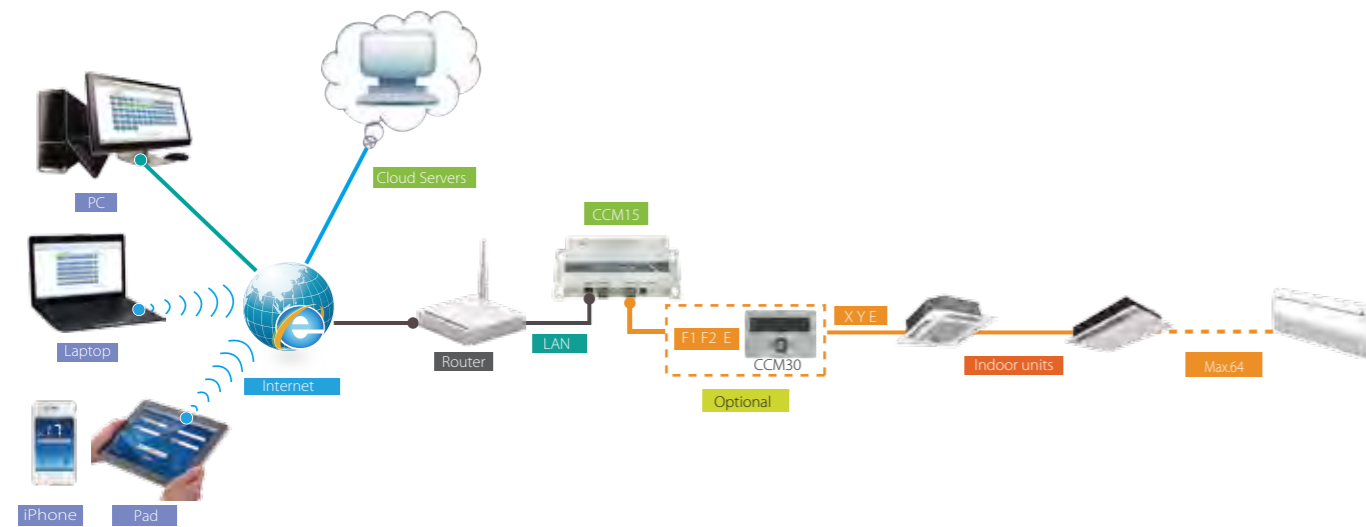 Cloud Servers
PC
CCM15
X Y E
F1 F2 E
LAN
Router
CCM30
Indoor units
Max.64
Laptop
Internet
Optional
iPhone
Pad